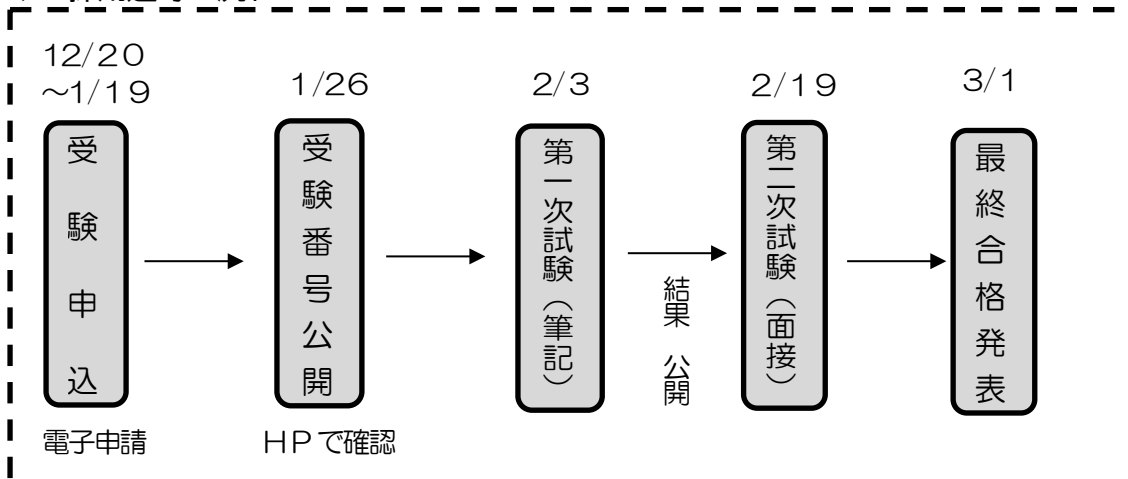 12/20
～1/19
1/26
2/3
2/19
3/1
受験申込
受験番号公開
第一次試験（筆記）
結果 公開
第二次試験（面接）
最終合格発表
電子申請
ＨＰで確認